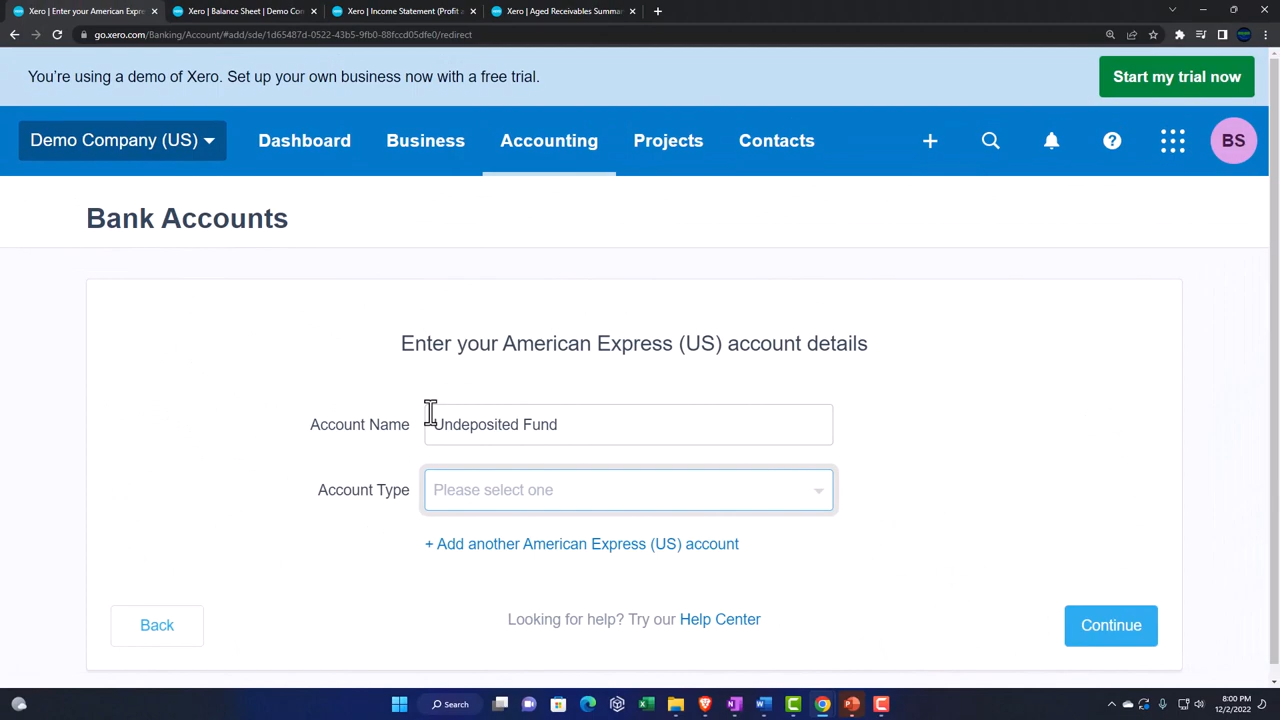 Xero | Enter your American Expres
Xero | Balance Sheet | Demo Con
Xero | Income Statement (Profit a
Xero | Aged Receivables Summar
go.xero.com/Banking/Account/#add/sde/1d65487d-0522-43b5-9fb0-88fccd05dfe0/redirect
You're using a demo of Xero. Set up your own business now with a free trial.
Start my trial now
Demo Company (US)
Dashboard
Business
Accounting
Projects
Contacts
BS
Bank Accounts
Enter your American Express (US) account details
Account Name
Undeposited Fund
Account Type
Please select one
+ Add another American Express (US) account
Back
Looking for help? Try our Help Center
Continue
Search
8:00 PM
12/2/2022